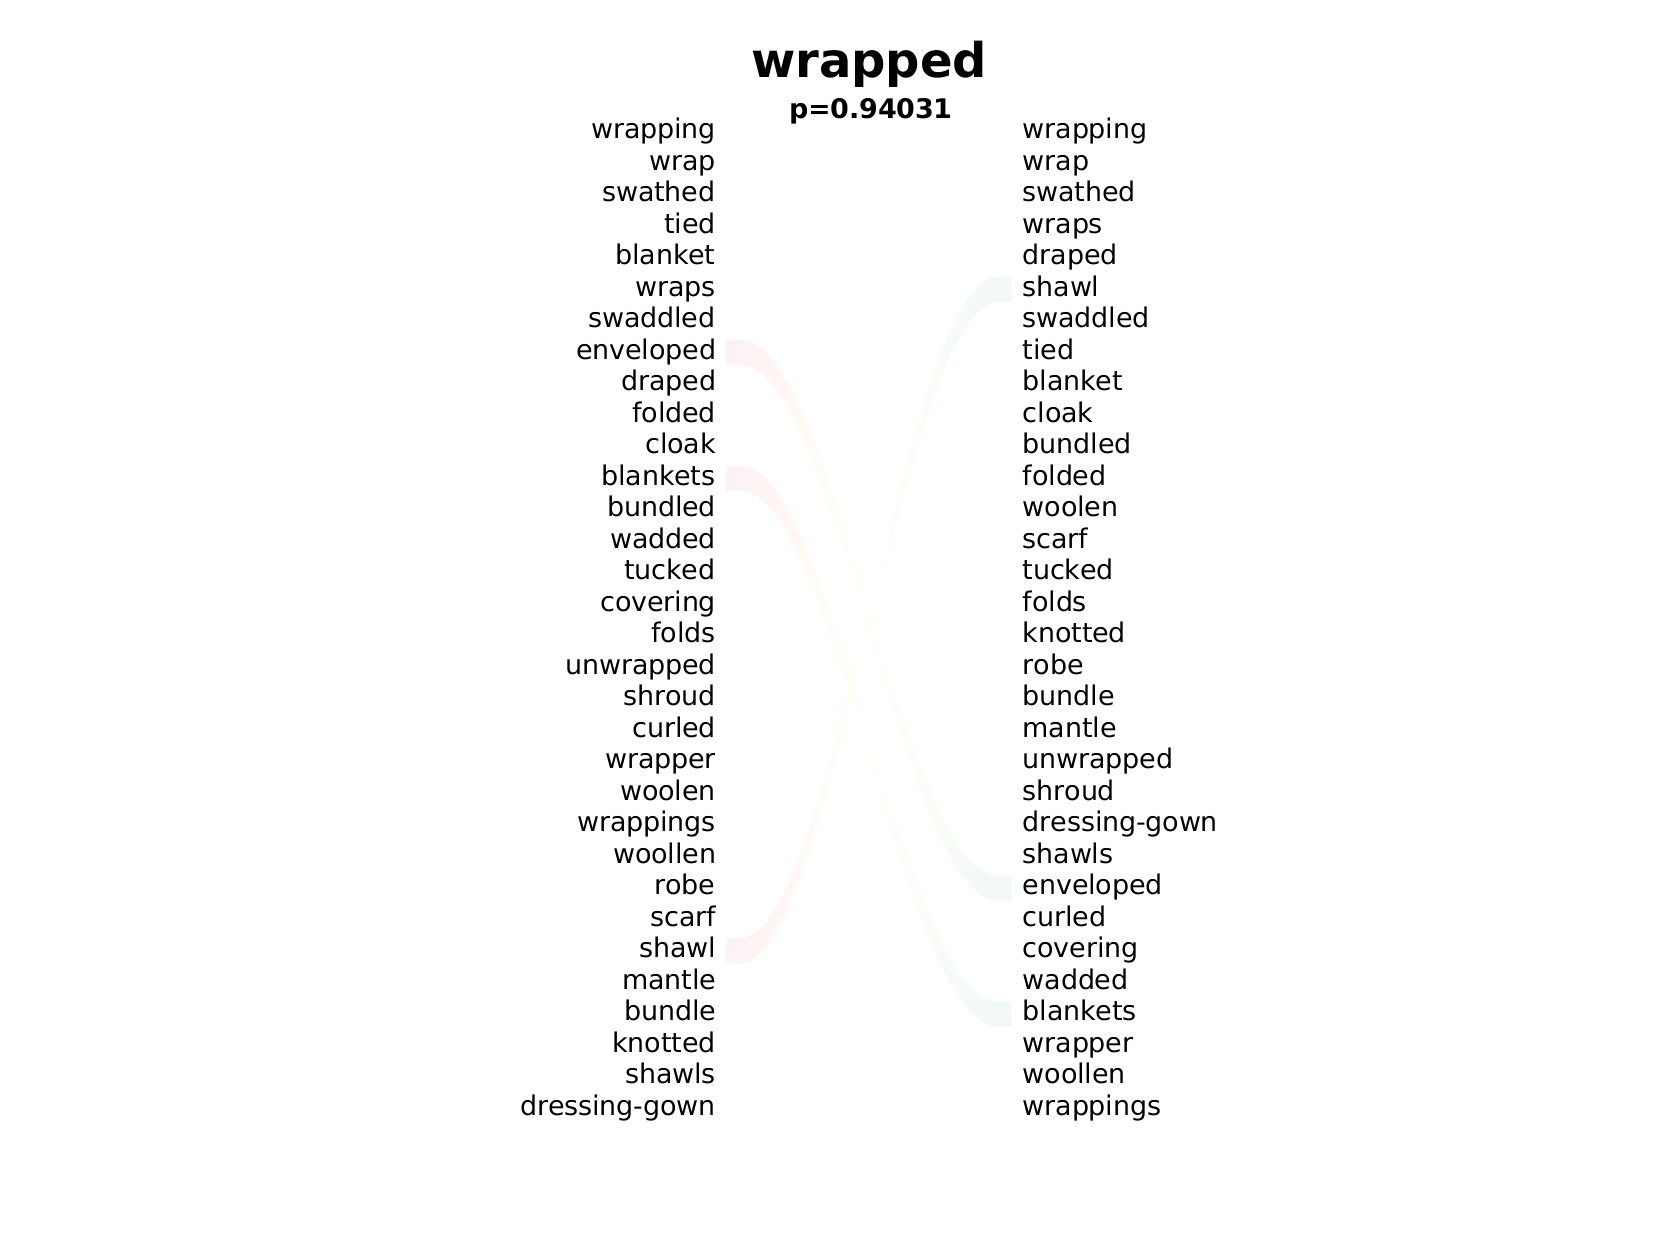 wrapped
p=0.94031
wrapping wrapping
wrap wrap
swathed swathed
tied wraps
blanket draped
wraps shawl
swaddled swaddled
enveloped tied
draped blanket
folded cloak
cloak bundled
blankets folded
bundled woolen
wadded scarf
tucked tucked
covering folds
folds knotted
unwrapped robe
shroud bundle
curled mantle
wrapper unwrapped
woolen shroud
wrappings dressing-gown
woollen shawls
robe enveloped
scarf curled
shawl covering
mantle wadded
bundle blankets
knotted wrapper
shawls woollen
dressing-gown wrappings